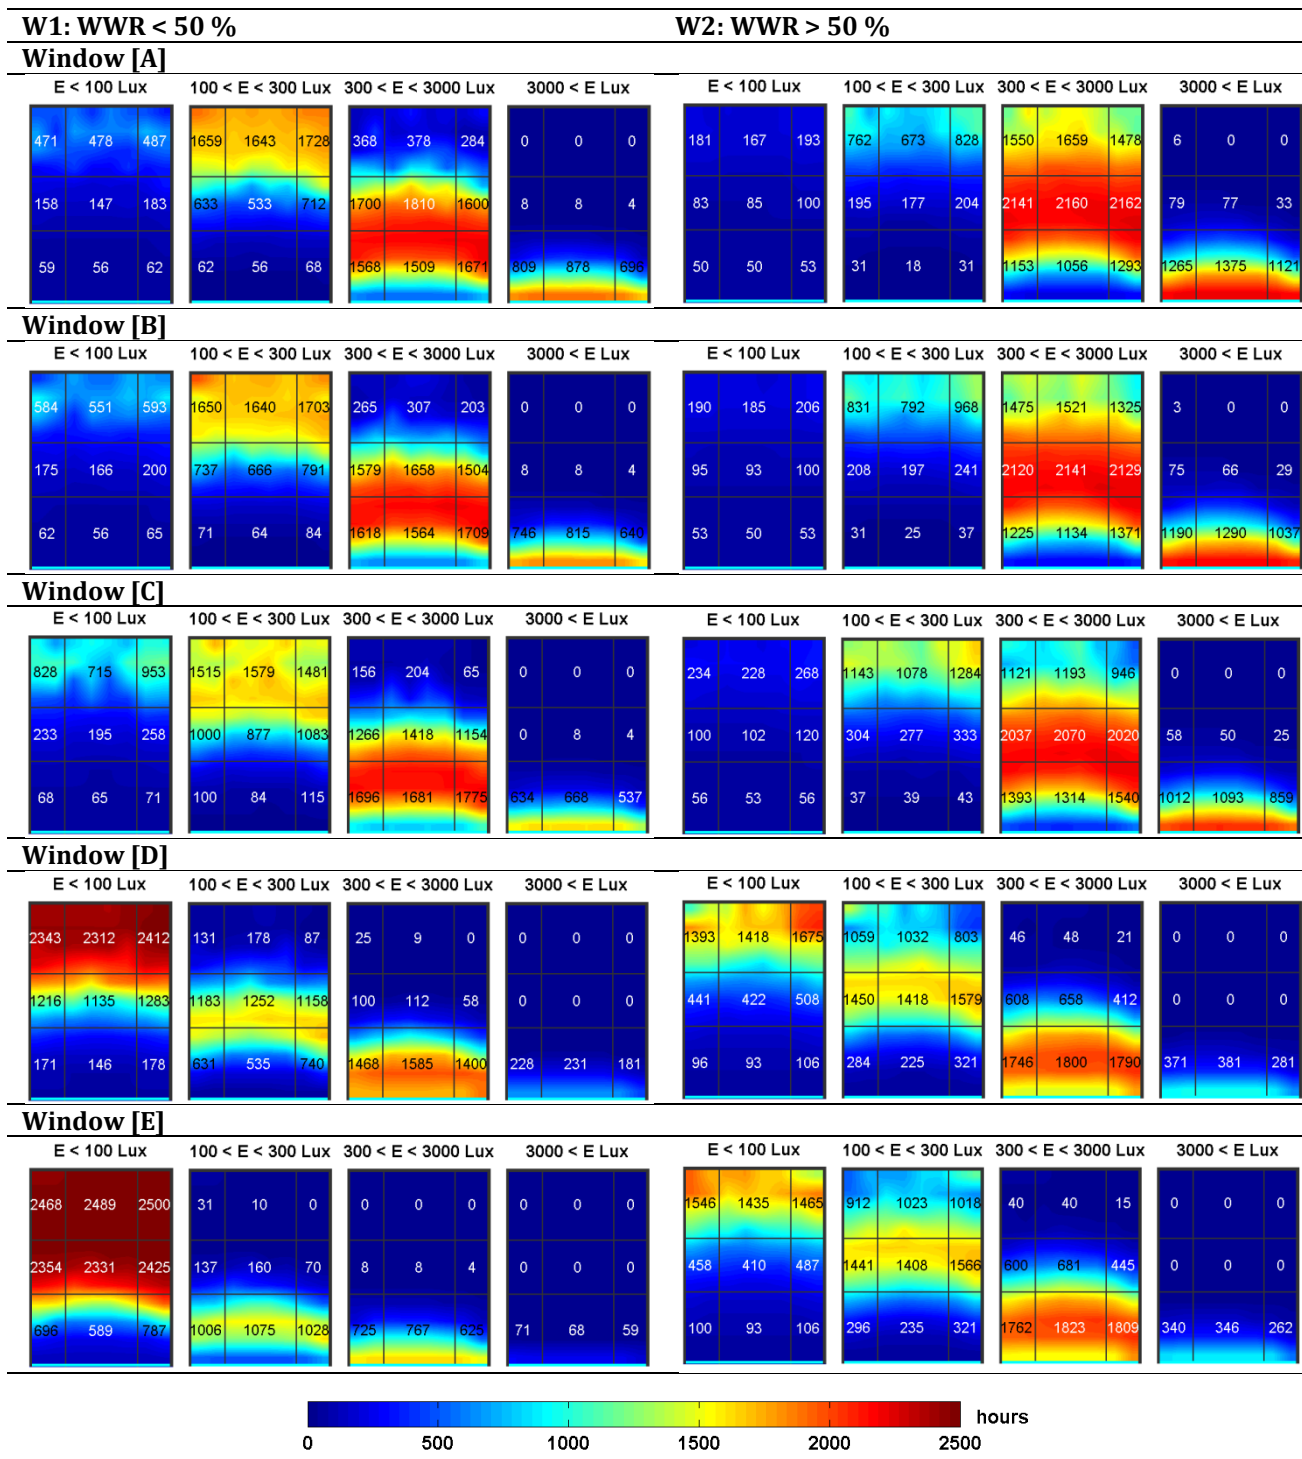 W1: WWR < 50 % W2: WWR > 50 %
Window [A]
E < 100 Lux 100 < E < 300 Lux 300 < E < 3000 Lux 3000 < E Lux E < 100 Lux 100 < E < 300 Lux 300 < E < 3000 Lux 3000 < E Lux
471 478 487 1659 1643 1728 368 378 284 0 0 0 181 167 193 762 673 828 1550 1659 1478 6 0 0
158 147 183 633 533 712 1700 1810 1600 8 8 4 83 85 100 195 177 204 2141 2160 2162 79 77 33
59 56 62 62 56 68 1568 1509 1671 809 878 696 50 50 53 31 18 31 1153 1056 1293 1265 1375 1121
Window [B]
E < 100 Lux 100 < E < 300 Lux 300 < E < 3000 Lux 3000 < E Lux E < 100 Lux 100 < E < 300 Lux 300 < E < 3000 Lux 3000 < E Lux
584 551 593 1650 1640 1703 265 307 203 0 0 0 190 185 206 831 792 968 1475 1521 1325 3 0 0
175 166 200 737 666 791 1579 1658 1504 8 8 4 95 93 100 208 197 241 2120 2141 2129 75 66 29
62 56 65 71 64 84 1618 1564 1709 746 815 640 53 50 53 31 25 37 1225 1134 1371 1190 1290 1037
Window [C]
E < 100 Lux 100 < E < 300 Lux 300 < E < 3000 Lux 3000 < E Lux E < 100 Lux 100 < E < 300 Lux 300 < E < 3000 Lux 3000 < E Lux
828 715 953 1515 1579 1481 156 204 65 0 0 0 234 228 268 1143 1078 1284 1121 1193 946 0 0 0
233 195 258 1000 877 1083 1266 1418 1154 0 8 4 100 102 120 304 277 333 2037 2070 2020 58 50 25
68 65 71 100 84 115 1696 1681 1775 634 668 537 56 53 56 37 39 43 1393 1314 1540 1012 1093 859
Window [D]
E < 100 Lux 100 < E < 300 Lux 300 < E < 3000 Lux 3000 < E Lux E < 100 Lux 100 < E < 300 Lux 300 < E < 3000 Lux 3000 < E Lux
2343 2312 2412 131 178 87 25 9 0 0 0 0 1393 1418 1675 1059 1032 803 46 48 21 0 0 0
1216 1135 1283 1183 1252 1158 100 112 58 0 0 0 441 422 508 1450 1418 1579 608 658 412 0 0 0
171 146 178 631 535 740 1468 1585 1400 228 231 181 96 93 106 284 225 321 1746 1800 1790 371 381 281
Window [E]
E < 100 Lux 100 < E < 300 Lux 300 < E < 3000 Lux 3000 < E Lux E < 100 Lux 100 < E < 300 Lux 300 < E < 3000 Lux 3000 < E Lux
2468 2489 2500 31 10 0 0 0 0 0 0 0 1546 1435 1465 912 1023 1018 40 40 15 0 0 0
2354 2331 2425 137 160 70 8 8 4 0 0 0 458 410 487 1441 1408 1566 600 681 445 0 0 0
696 589 787 1006 1075 1028 725 767 625 71 68 59 100 93 106 296 235 321 1762 1823 1809 340 346 262
hours
0 500 1000 1500 2000 2500